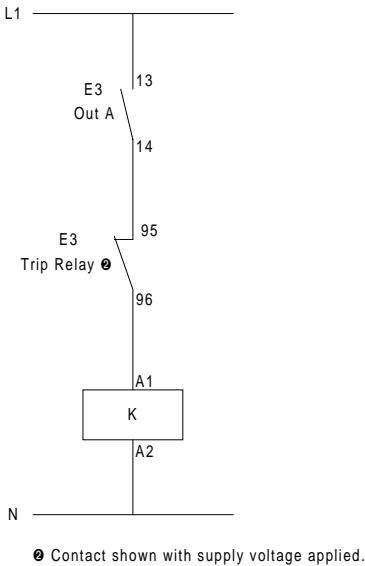 L1
13
E3
Out A
14
95
E3
Trip Relay ❷
96
A1
K
A2
N
❷ Contact shown with supply voltage applied.